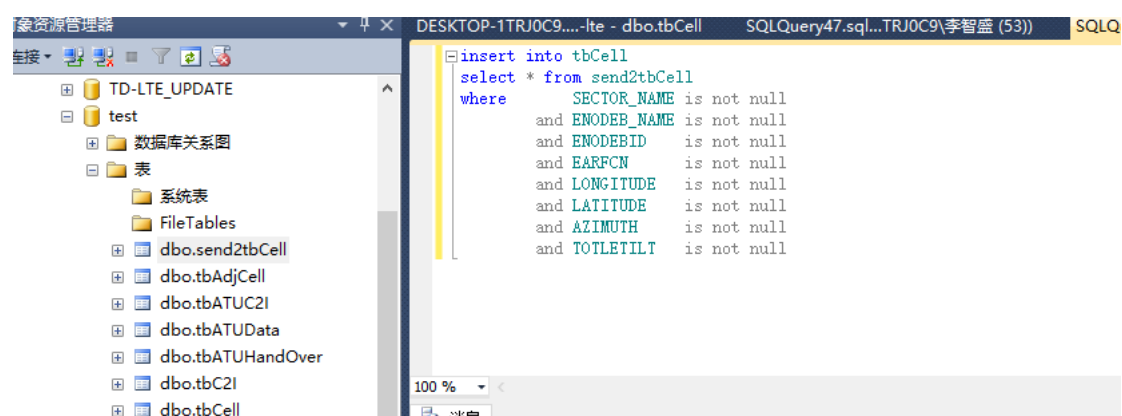 对象资源管理器
连接
TD-LTE_UPDATE
test
数据库关系图
表
系统表
FileTables
dbo.send2tbCell
dbo.tbAdjCell
dbo.tbATUC2I
dbo.tbATUData
dbo.tbATUHandOver
dbo.tbC2I
dbo.tbCell
DESKTOP-1TRJ0C9....-lte - dbo.tbCell
SQLQuery47.sql...TRJ0C9\李智盛 (53))
SQLQ
insert into tbCell
select * from send2tbCell
where SECTOR_NAME is not null
and ENODEB_NAME is not null
and ENODEBID is not null
and EARFCN is not null
and LONGITUDE is not null
and LATITUDE is not null
and AZIMUTH is not null
and TOTLETILT is not null
100 %
消息